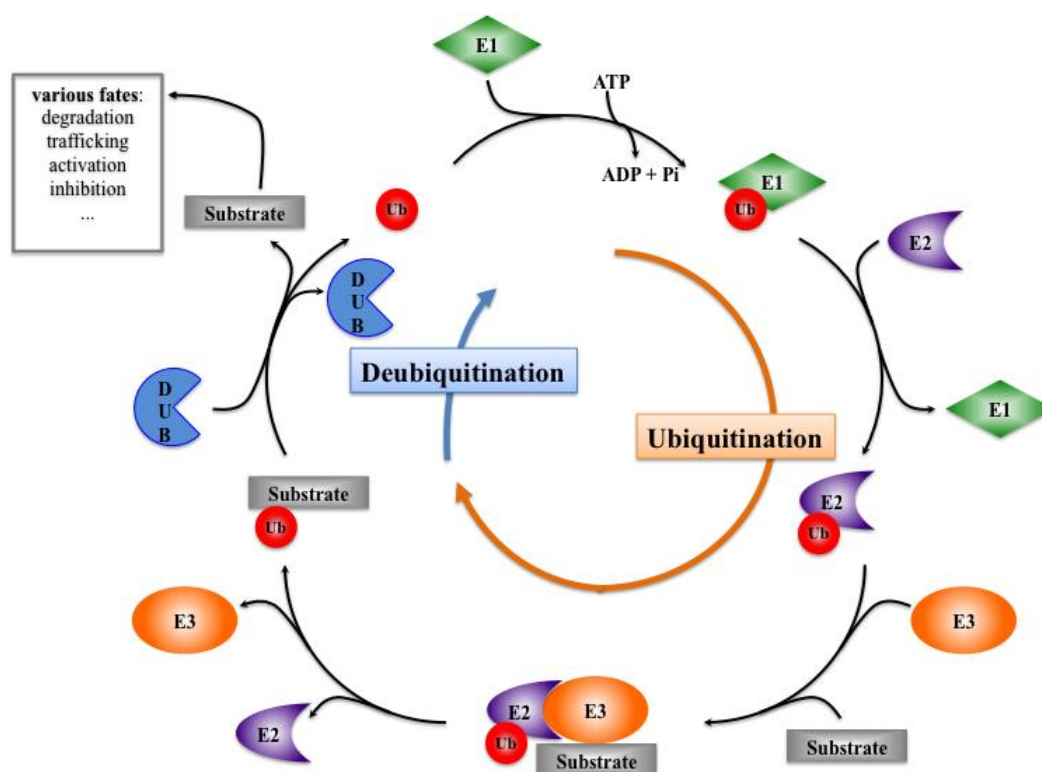 E1
ATP
ADP + Pi
various fates:
degradation
trafficking
activation
inhibition
...
Substrate
Ub
E1
Ub
E2
D
U
B
D
U
B
Deubiquitination
Ubiquitination
E1
Substrate
Ub
E2
Ub
E3
E3
E2
E2
E3
Ub
Substrate
Substrate